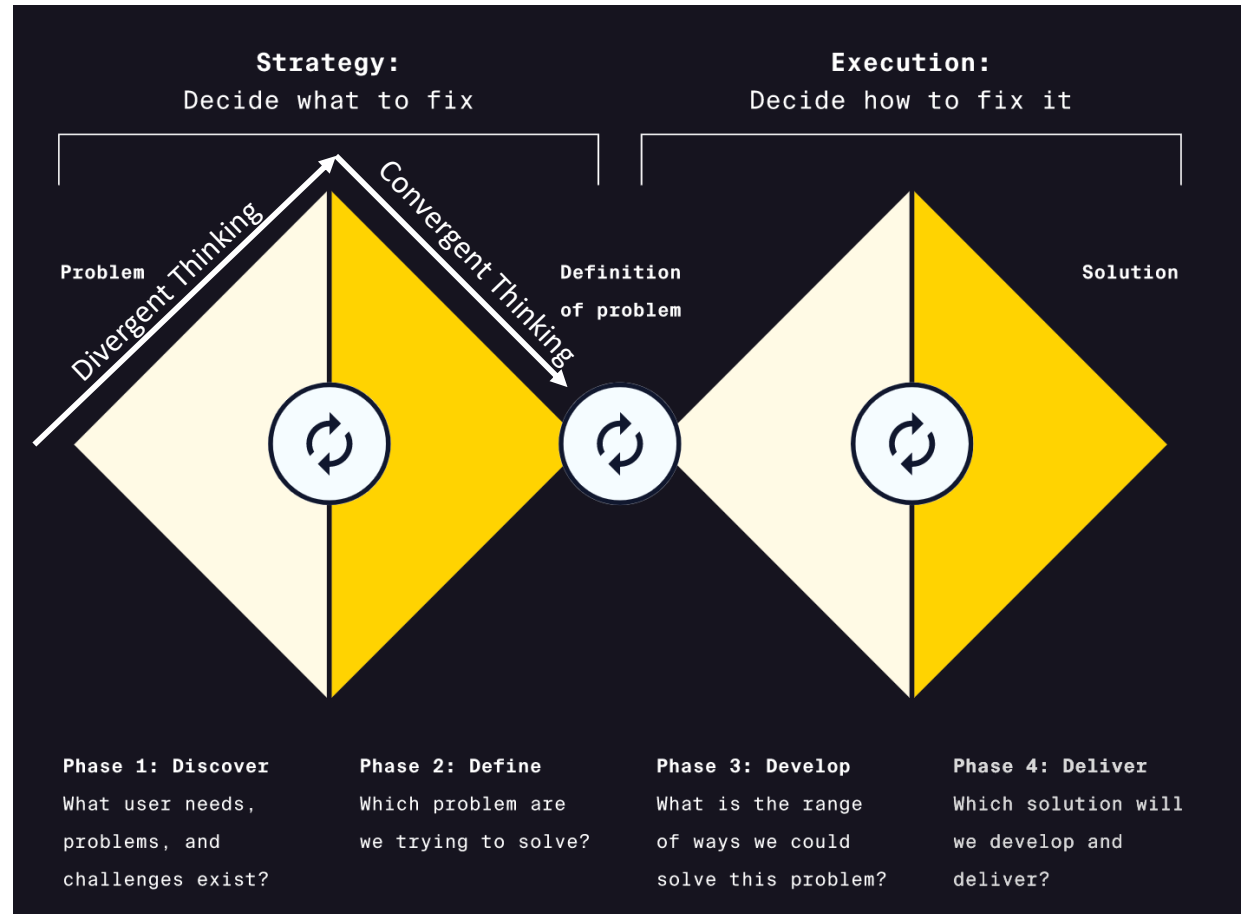 Strategy:
Decide what to fix
Execution:
Decide how to fix it
Divergent Thinking
Convergent Thinking
Problem
Definition
of problem
Solution
Phase 1: Discover
What user needs,
problems, and
challenges exist?
Phase 2: Define
Which problem are
we trying to solve?
Phase 3: Develop
What is the range
of ways we could
solve this problem?
Phase 4: Deliver
Which solution will
we develop and
deliver?